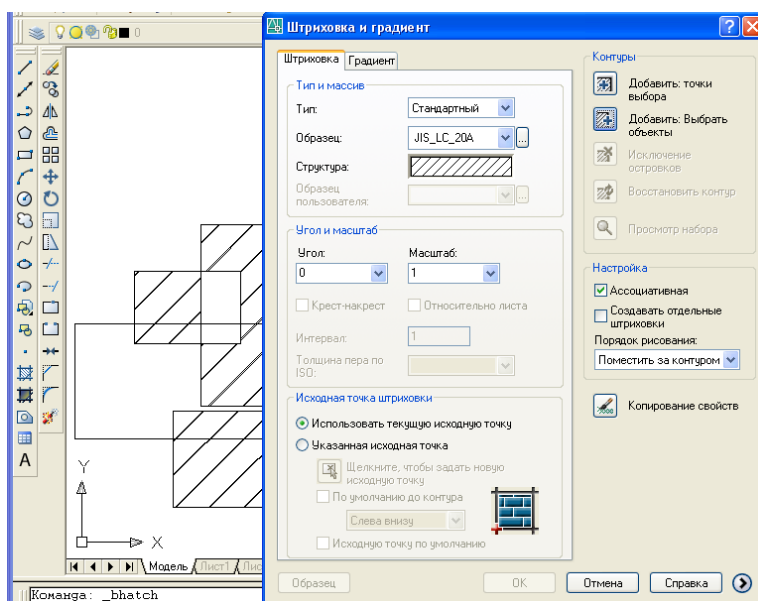 0
Штриховка и градиент
Штриховка Градиент
Тип и массив
Тип: Стандартный
Образец: JIS_LC_20A ...
Структура:
Образец
пользователя: ...
Угол и масштаб
Угол: Масштаб:
0 1
Крест-накрест Относительно листа
Интервал: 1
Толщина пера по
ISO:
Исходная точка штриховки
Использовать текущую исходную точку
Указанная исходная точка
Щелкните, чтобы задать новую
исходную точку
По умолчанию до контура
Слева внизу
Исходную точку по умолчанию
Контуры
Добавить: точки
выбора
Добавить: Выбрать
объекты
Исключение
островков
Восстановить контур
Просмотр набора
Настройка
Ассоциативная
Создавать отдельные
штриховки
Порядок рисования:
Поместить за контуром
Копирование свойств
Образец OK Отмена Справка
A
Y
X
Модель Лист1 Лис
Команда: _bhatch